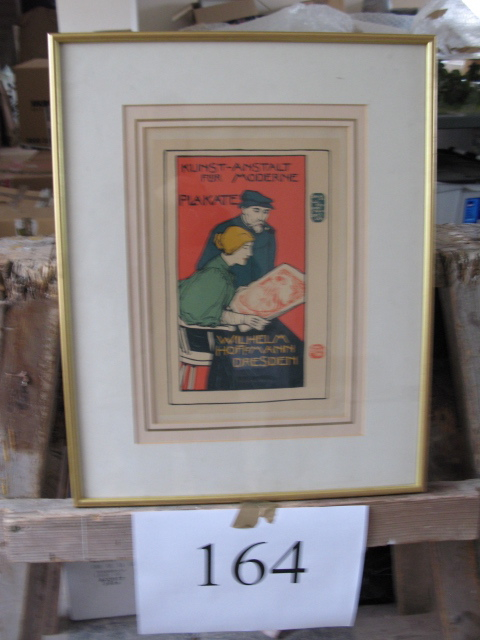 KUNST-ANSTALT
FÜR MODERNE
PLAKATE
WILHELM
HOFFMANN
DRESDEN
164